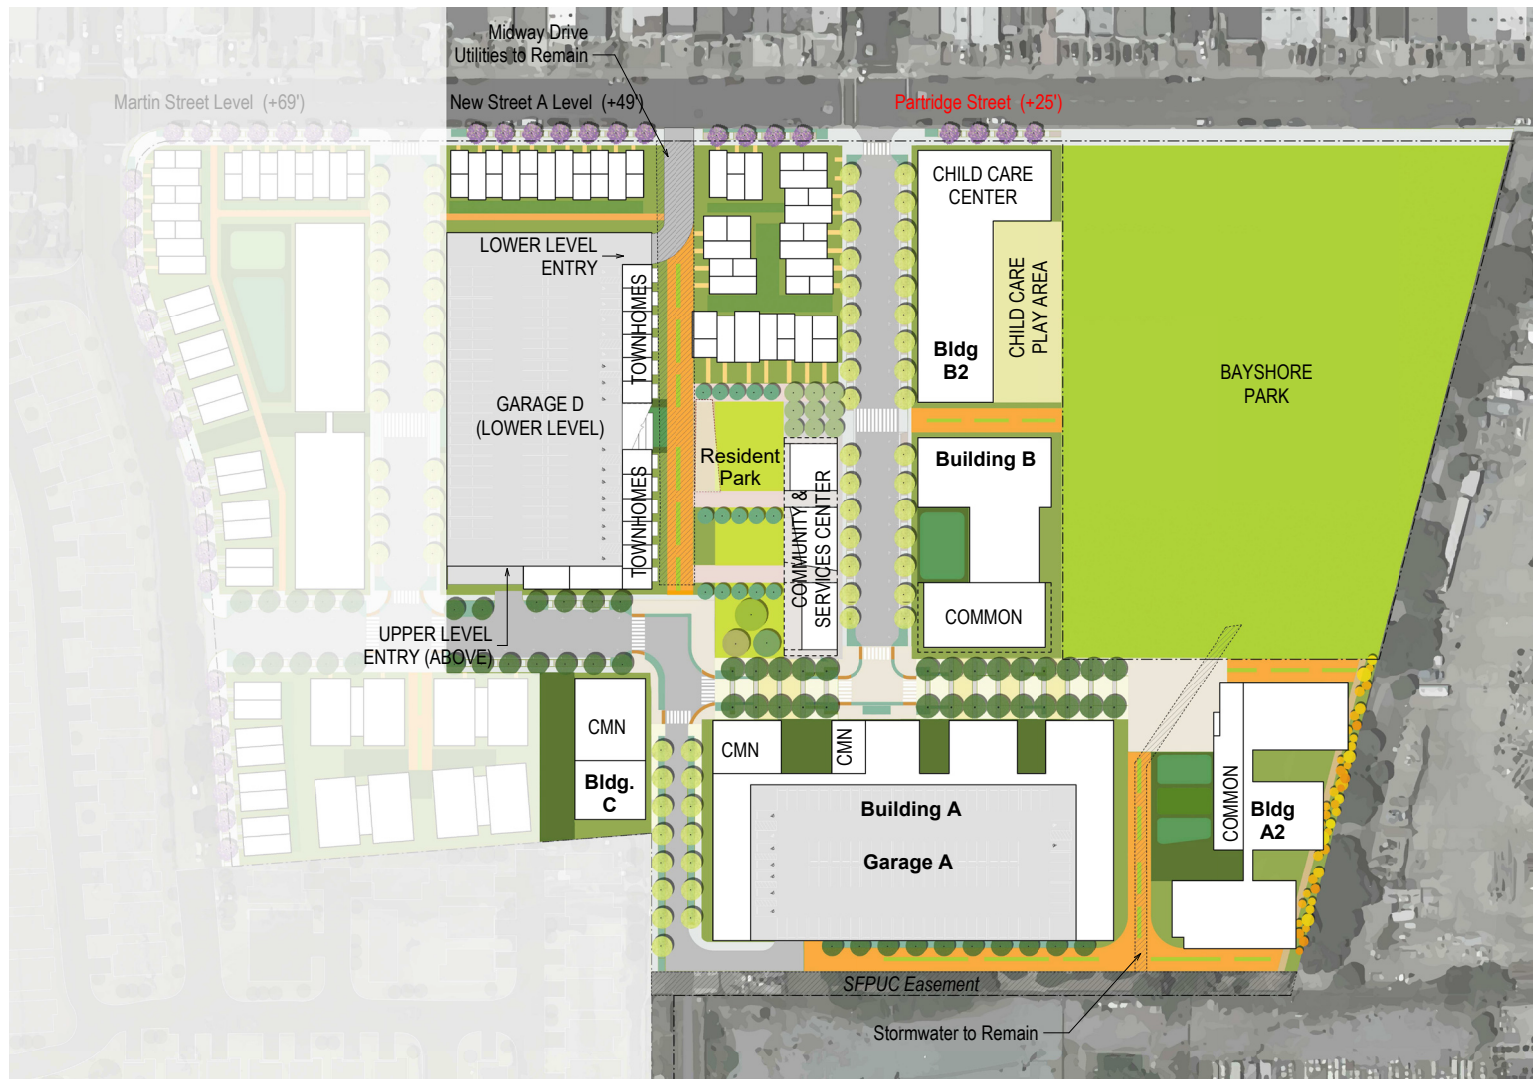 Midway Drive
Utilities to Remain
Martin Street Level (+69')
New Street A Level (+49')
Partridge Street (+25')
CHILD CARE
CENTER
LOWER LEVEL
ENTRY
TOWNHOMES
CHILD CARE
PLAY AREA
Bldg
B2
BAYSHORE
PARK
GARAGE D
(LOWER LEVEL)
Resident
Park
Building B
TOWNHOMES
COMMUNITY &
SERVICES CENTER
COMMON
UPPER LEVEL
ENTRY (ABOVE)
CMN
Bldg.
C
CMN
CMN
Building A
Garage A
COMMON
Bldg
A2
SFPUC Easement
Stormwater to Remain